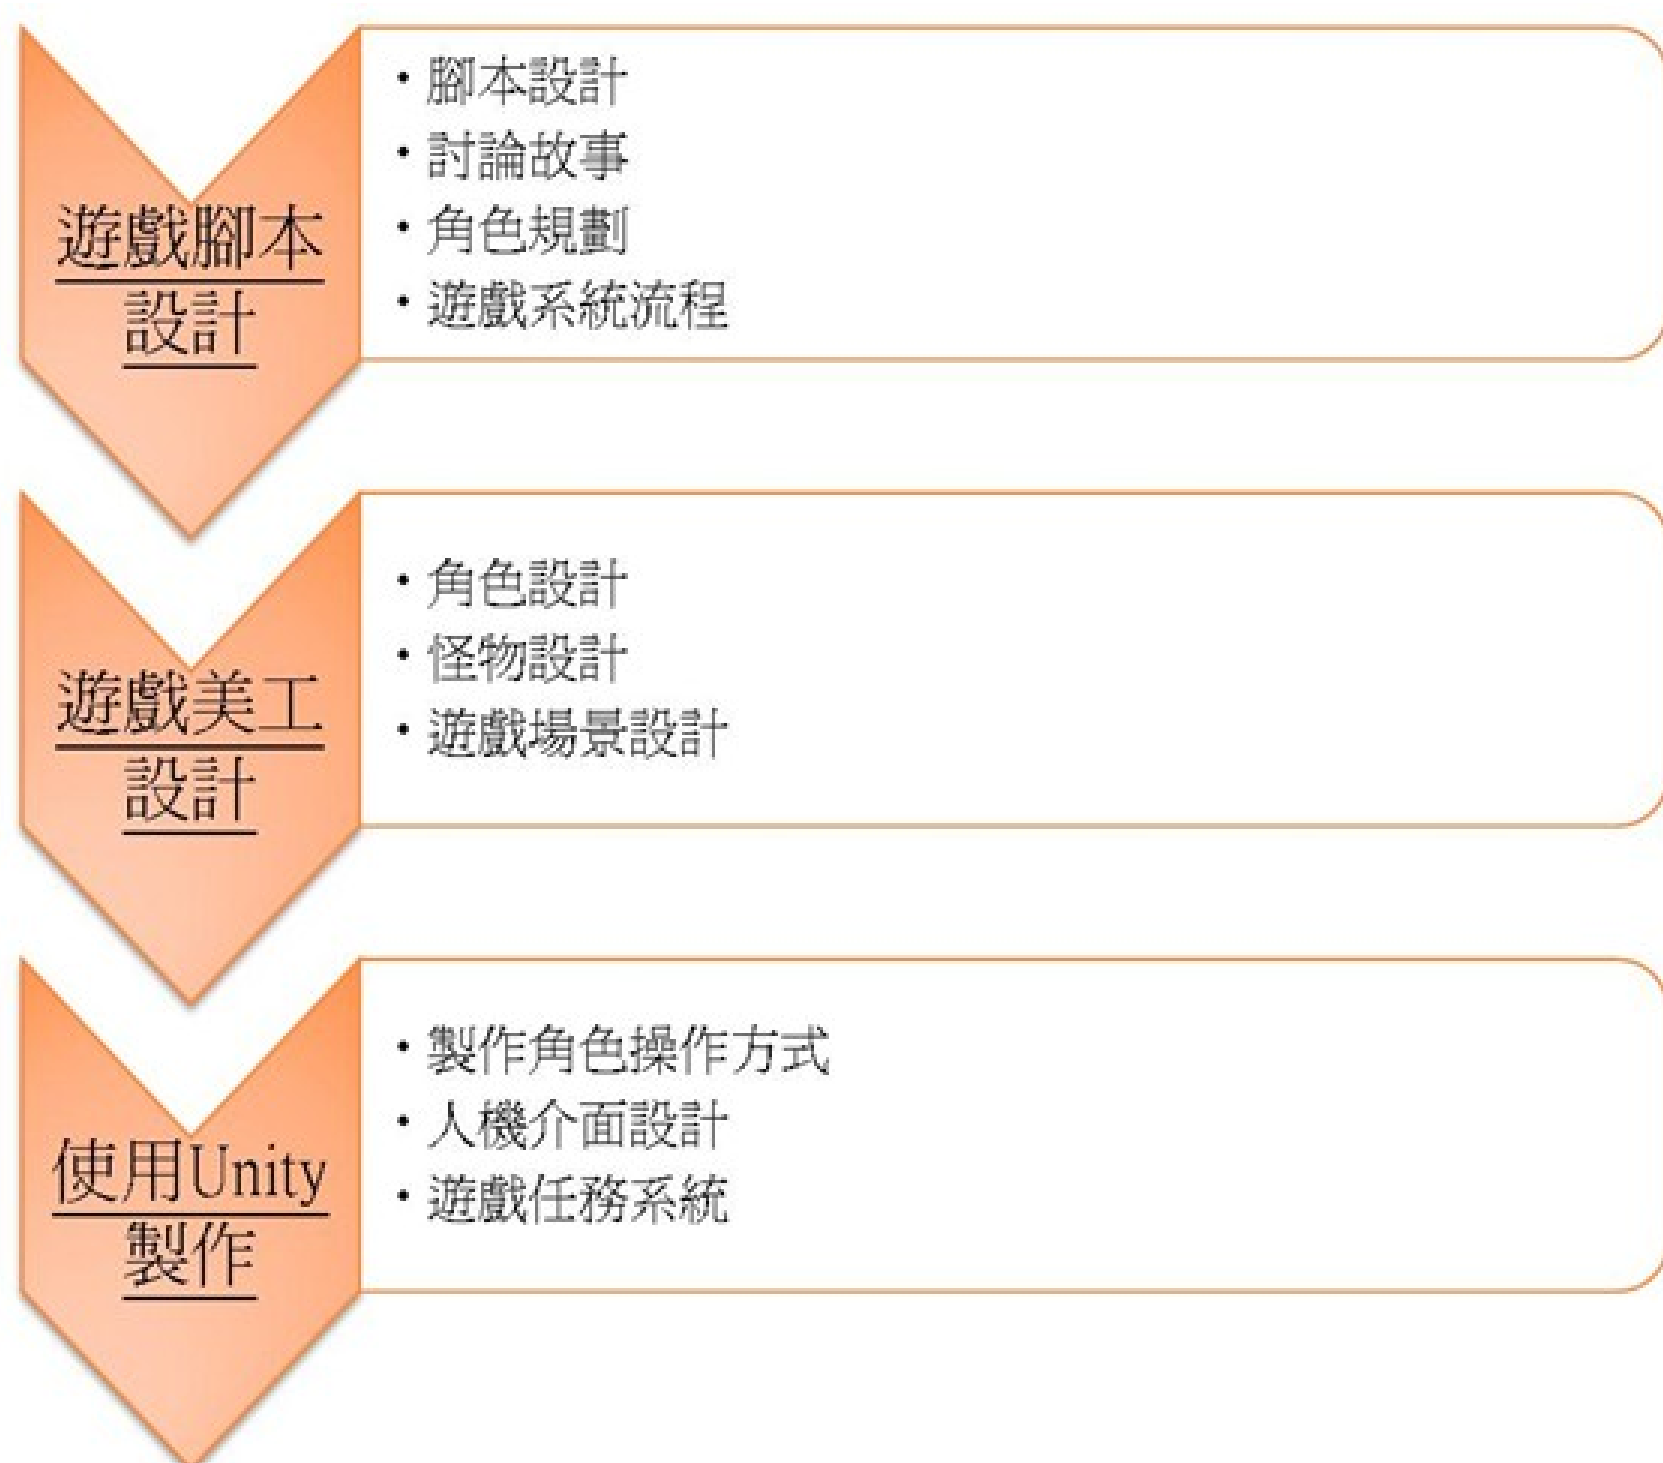 遊戲腳本
設計
• 腳本設計
• 討論故事
• 角色規劃
• 遊戲系統流程
遊戲美工
設計
• 角色設計
• 怪物設計
• 遊戲場景設計
使用Unity
製作
• 製作角色操作方式
• 人機介面設計
• 遊戲任務系統